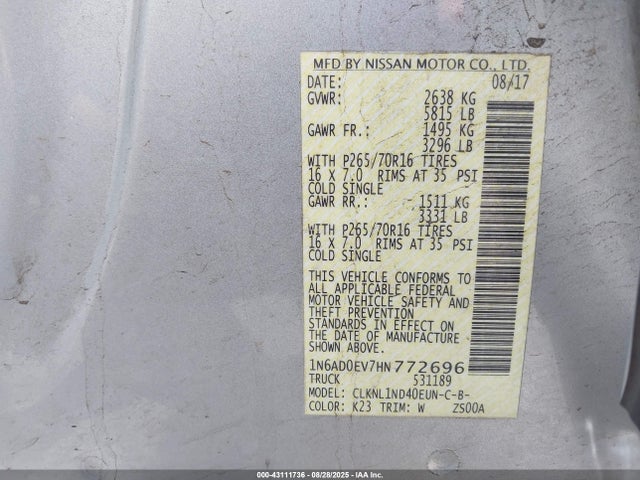 MFD BY NISSAN MOTOR CO., LTD.
DATE: 08/17
GVWR: 2638 KG
5815 LB
GAWR FR.: 1495 KG
3296 LB
WITH P265/70R16 TIRES
16 X 7.0 RIMS AT 35 PSI
COLD SINGLE
GAWR RR.: 1511 KG
3331 LB
WITH P265/70R16 TIRES
16 X 7.0 RIMS AT 35 PSI
COLD SINGLE
THIS VEHICLE CONFORMS TO
ALL APPLICABLE FEDERAL
MOTOR VEHICLE SAFETY AND
THEFT PREVENTION
STANDARDS IN EFFECT ON
THE DATE OF MANUFACTURE
SHOWN ABOVE.
1N6AD0EV7HN772696
TRUCK 531189
MODEL: CLKNL1ND40EUN-C-B-
COLOR: K23 TRIM: W ZS00A
000-43111736 - 08/28/2025 - IAA Inc.